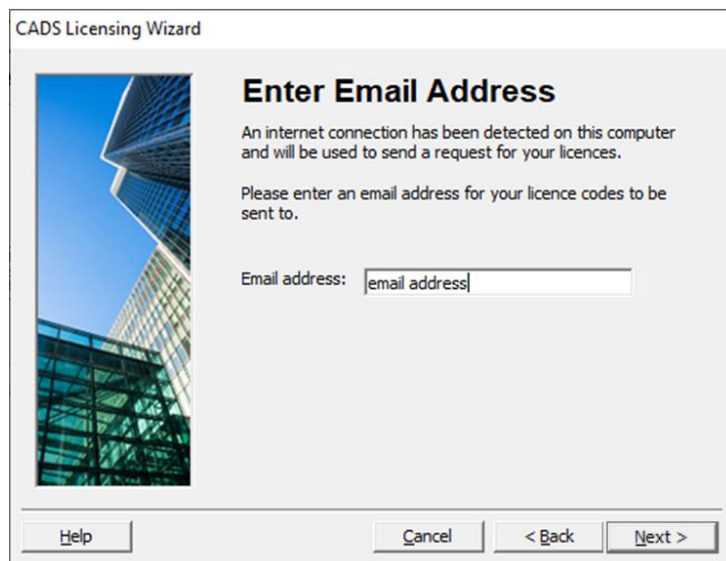 CADS Licensing Wizard
Enter Email Address
An internet connection has been detected on this computer
and will be used to send a request for your licences.
Please enter an email address for your licence codes to be
sent to.
Email address: email address
Help Cancel < Back Next >